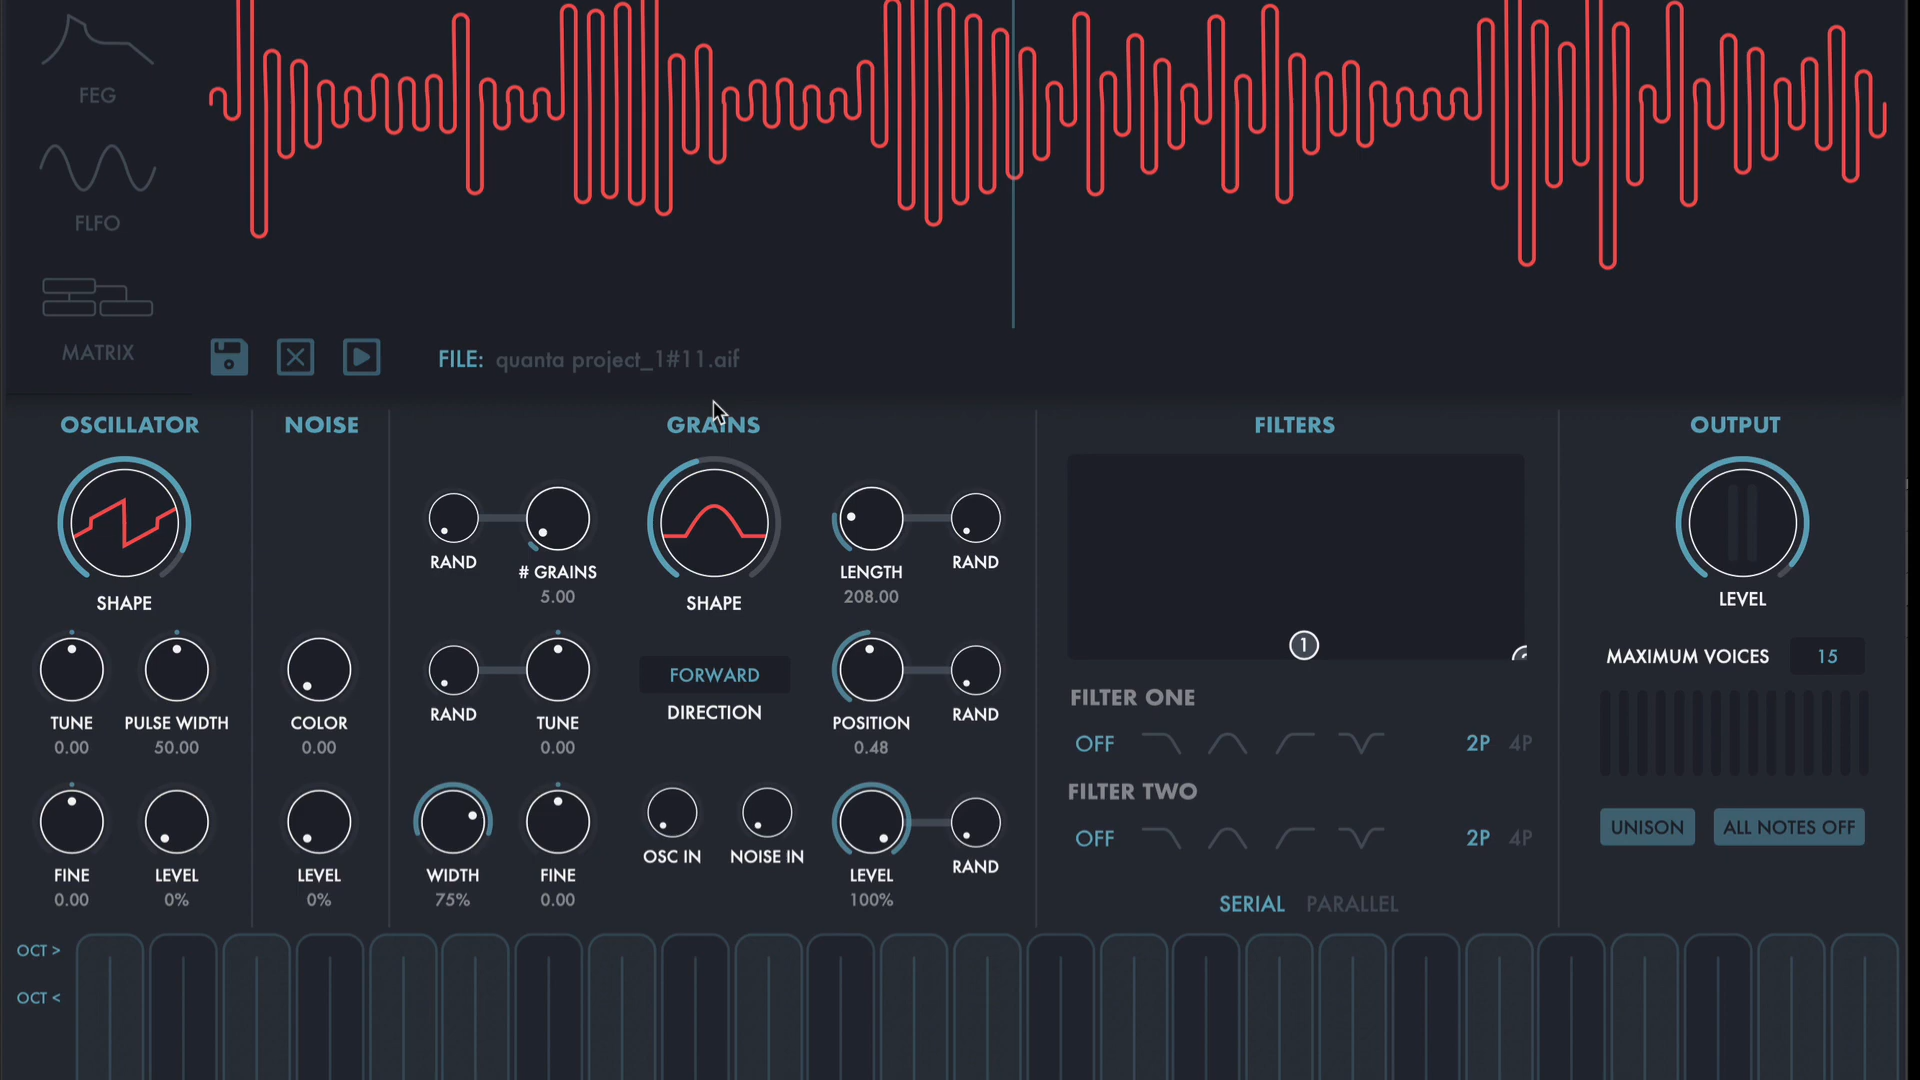 FEG
FLFO
MATRIX
FILE: quanta project_1#11.aif
OSCILLATOR
NOISE
GRAINS
FILTERS
OUTPUT
SHAPE
TUNE
0.00
PULSE WIDTH
50.00
FINE
0.00
LEVEL
0%
COLOR
0.00
LEVEL
0%
RAND
# GRAINS
5.00
SHAPE
LENGTH
208.00
RAND
RAND
TUNE
0.00
FORWARD
DIRECTION
POSITION
0.48
RAND
WIDTH
75%
FINE
0.00
OSC IN
NOISE IN
LEVEL
100%
RAND
1
FILTER ONE
OFF
2P 4P
FILTER TWO
OFF
2P 4P
SERIAL PARALLEL
LEVEL
MAXIMUM VOICES 15
UNISON
ALL NOTES OFF
OCT >
OCT <